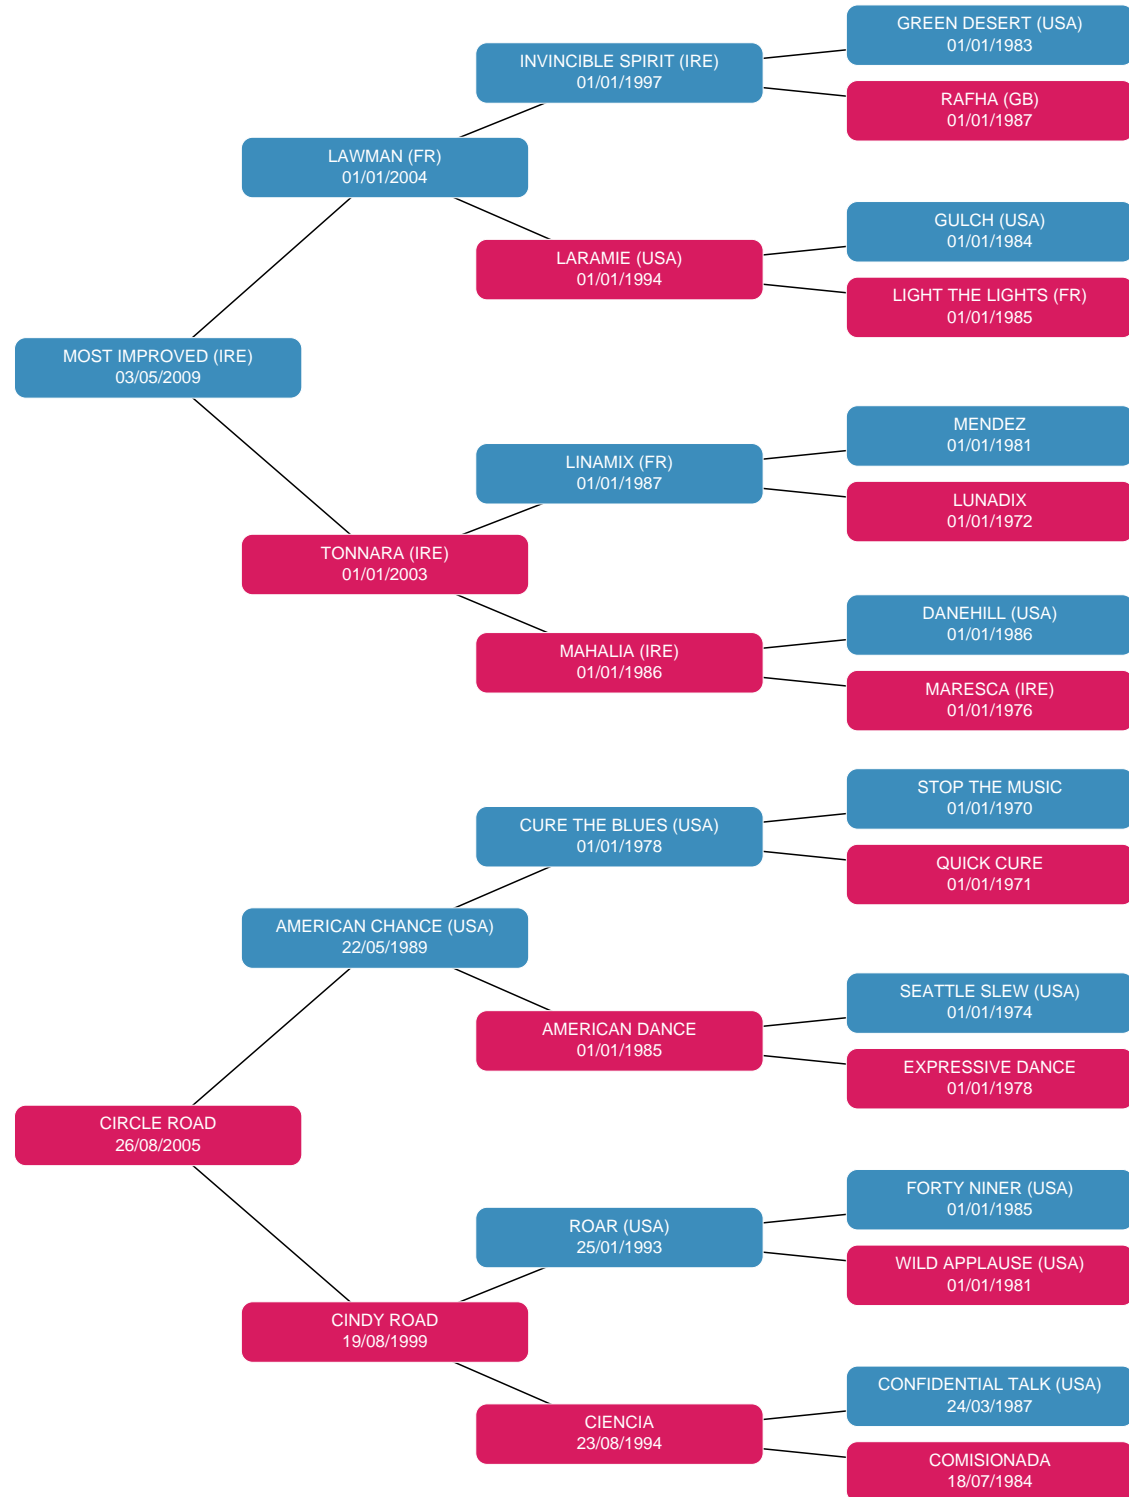 GREEN DESERT (USA)
01/01/1983
INVINCIBLE SPIRIT (IRE)
01/01/1997
RAFHA (GB)
01/01/1987
LAWMAN (FR)
01/01/2004
GULCH (USA)
01/01/1984
LARAMIE (USA)
01/01/1994
LIGHT THE LIGHTS (FR)
01/01/1985
MOST IMPROVED (IRE)
03/05/2009
MENDEZ
01/01/1981
LINAMIX (FR)
01/01/1987
LUNADIX
01/01/1972
TONNARA (IRE)
01/01/2003
DANEHILL (USA)
01/01/1986
MAHALIA (IRE)
01/01/1986
MARESCA (IRE)
01/01/1976
STOP THE MUSIC
01/01/1970
CURE THE BLUES (USA)
01/01/1978
QUICK CURE
01/01/1971
AMERICAN CHANCE (USA)
22/05/1989
SEATTLE SLEW (USA)
01/01/1974
AMERICAN DANCE
01/01/1985
EXPRESSIVE DANCE
01/01/1978
CIRCLE ROAD
26/08/2005
FORTY NINER (USA)
01/01/1985
ROAR (USA)
25/01/1993
WILD APPLAUSE (USA)
01/01/1981
CINDY ROAD
19/08/1999
CONFIDENTIAL TALK (USA)
24/03/1987
CIENCIA
23/08/1994
COMISIONADA
18/07/1984